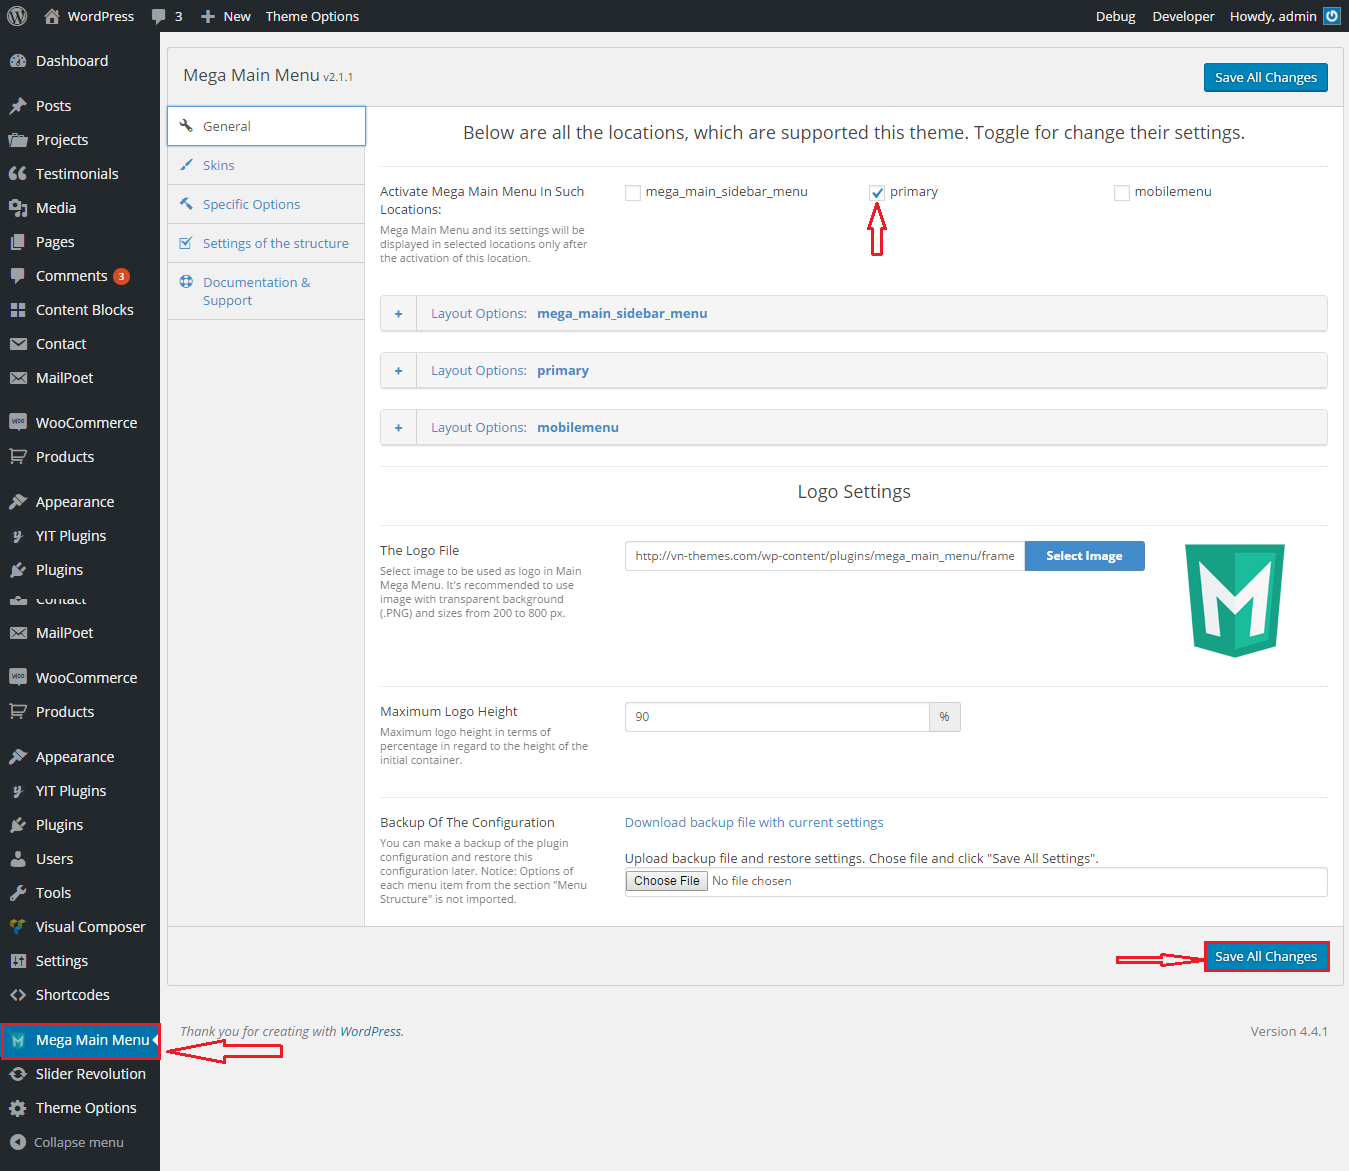 WordPress 3 New Theme Options Debug Developer Howdy, admin
Dashboard
Posts
Projects
Testimonials
Media
Pages
Comments 3
Content Blocks
Contact
MailPoet
WooCommerce
Products
Appearance
YIT Plugins
Plugins
Contact
MailPoet
WooCommerce
Products
Appearance
YIT Plugins
Plugins
Users
Tools
Visual Composer
Settings
Shortcodes
Mega Main Menu
Slider Revolution
Theme Options
Collapse menu
Mega Main Menu v2.1.1
Save All Changes
General
Skins
Specific Options
Settings of the structure
Documentation &
Support
Below are all the locations, which are supported this theme. Toggle for change their settings.
Activate Mega Main Menu In Such
Locations:
Mega Main Menu and its settings will be
displayed in selected locations only after
the activation of this location.
mega_main_sidebar_menu
primary
mobilemenu
+ Layout Options: mega_main_sidebar_menu
+ Layout Options: primary
+ Layout Options: mobilemenu
Logo Settings
The Logo File
Select image to be used as logo in Main
Mega Menu. It's recommended to use
image with transparent background
(.PNG) and sizes from 200 to 800 px.
http://vn-themes.com/wp-content/plugins/mega_main_menu/frame
Select Image
Maximum Logo Height
Maximum logo height in terms of
percentage in regard to the height of the
initial container.
90 %
Backup Of The Configuration
You can make a backup of the plugin
configuration and restore this
configuration later. Notice: Options of
each menu item from the section "Menu
Structure" is not imported.
Download backup file with current settings
Upload backup file and restore settings. Chose file and click "Save All Settings".
Choose File No file chosen
Save All Changes
Thank you for creating with WordPress.
Version 4.4.1